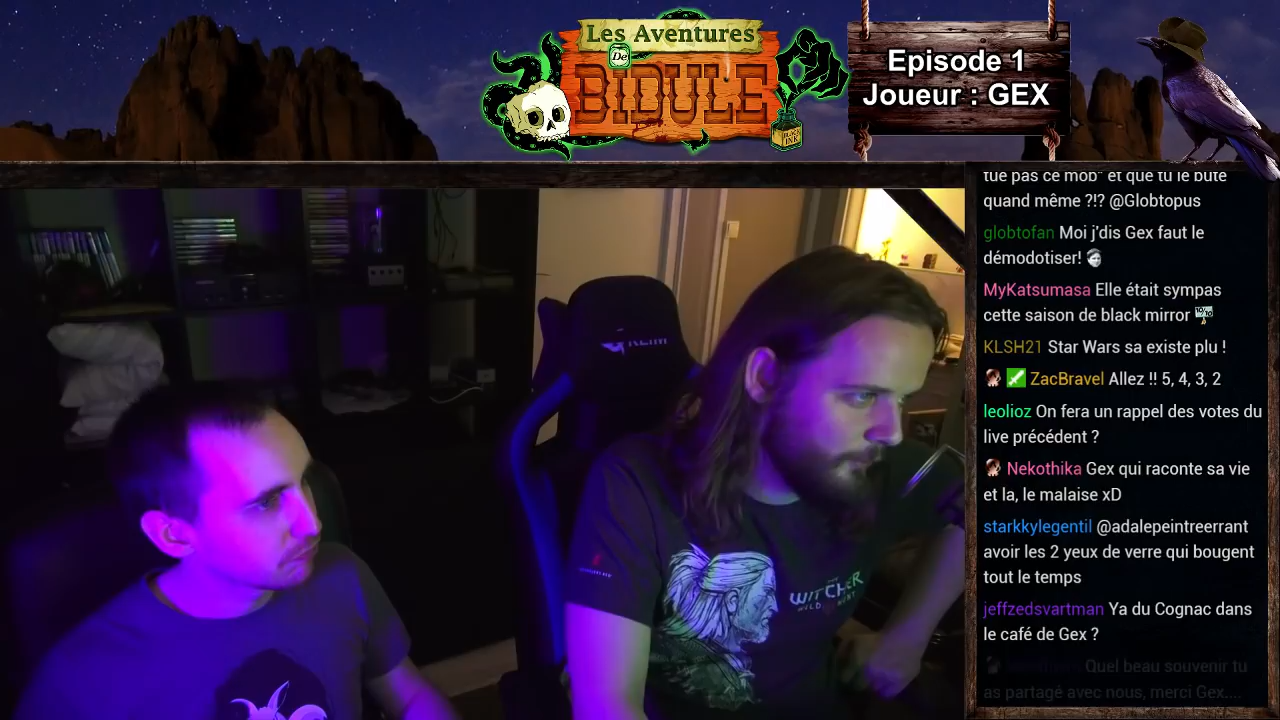 Les Aventures
De
BIDULE
BLACK
INK
Episode 1
Joueur : GEX
tue pas ce mob" et que tu le bute
quand même ?!? @Globtopus
globtofan Moi j'dis Gex faut le
démodotiser!
MyKatsumasa Elle était sympas
cette saison de black mirror
KLSH21 Star Wars sa existe plu !
ZacBravel Allez !! 5, 4, 3, 2
leolioz On fera un rappel des votes du
live précédent ?
Nekothika Gex qui raconte sa vie
et la, le malaise xD
starkkylegentil @adalepeintreerrant
avoir les 2 yeux de verre qui bougent
tout le temps
jeffzedsvartman Ya du Cognac dans
le café de Gex ?
Quel beau souvenir tu
as partagé avec nous, merci Gex....
THE
WITCHER
WILD HUNT